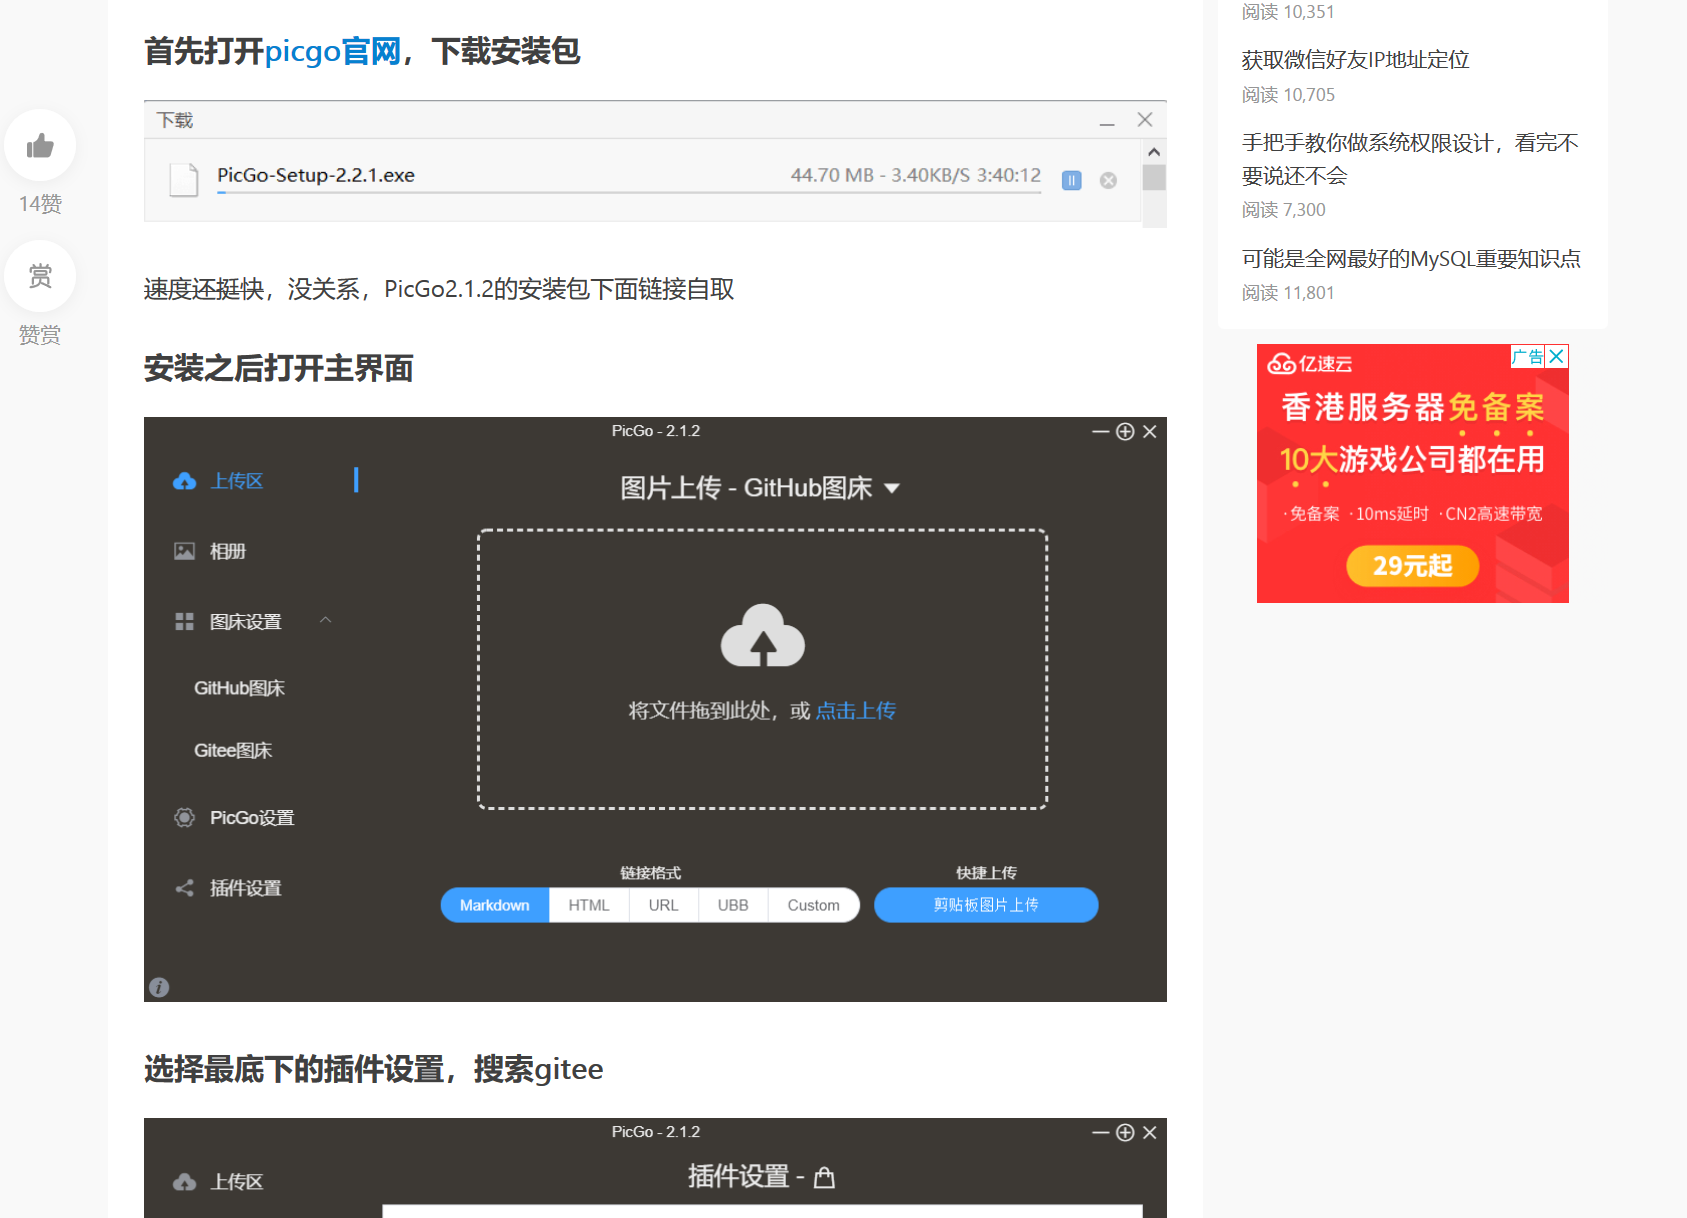 首先打开picgo官网，下载安装包
下载
PicGo-Setup-2.2.1.exe
44.70 MB - 3.40KB/S 3:40:12
14赞
赏
赞赏
速度还挺快，没关系，PicGo2.1.2的安装包下面链接自取
安装之后打开主界面
PicGo - 2.1.2
上传区
图片上传 - GitHub图床
相册
图床设置
GitHub图床
将文件拖到此处，或 点击上传
Gitee图床
PicGo设置
插件设置
链接格式
快捷上传
Markdown
HTML
URL
UBB
Custom
剪贴板图片上传
选择最底下的插件设置，搜索gitee
PicGo - 2.1.2
上传区
插件设置 -
阅读 10,351
获取微信好友IP地址定位
阅读 10,705
手把手教你做系统权限设计，看完不
要说还不会
阅读 7,300
可能是全网最好的MySQL重要知识点
阅读 11,801
亿速云
广告
香港服务器免备案
10大游戏公司都在用
·免备案 ·10ms延时 ·CN2高速带宽
29元起